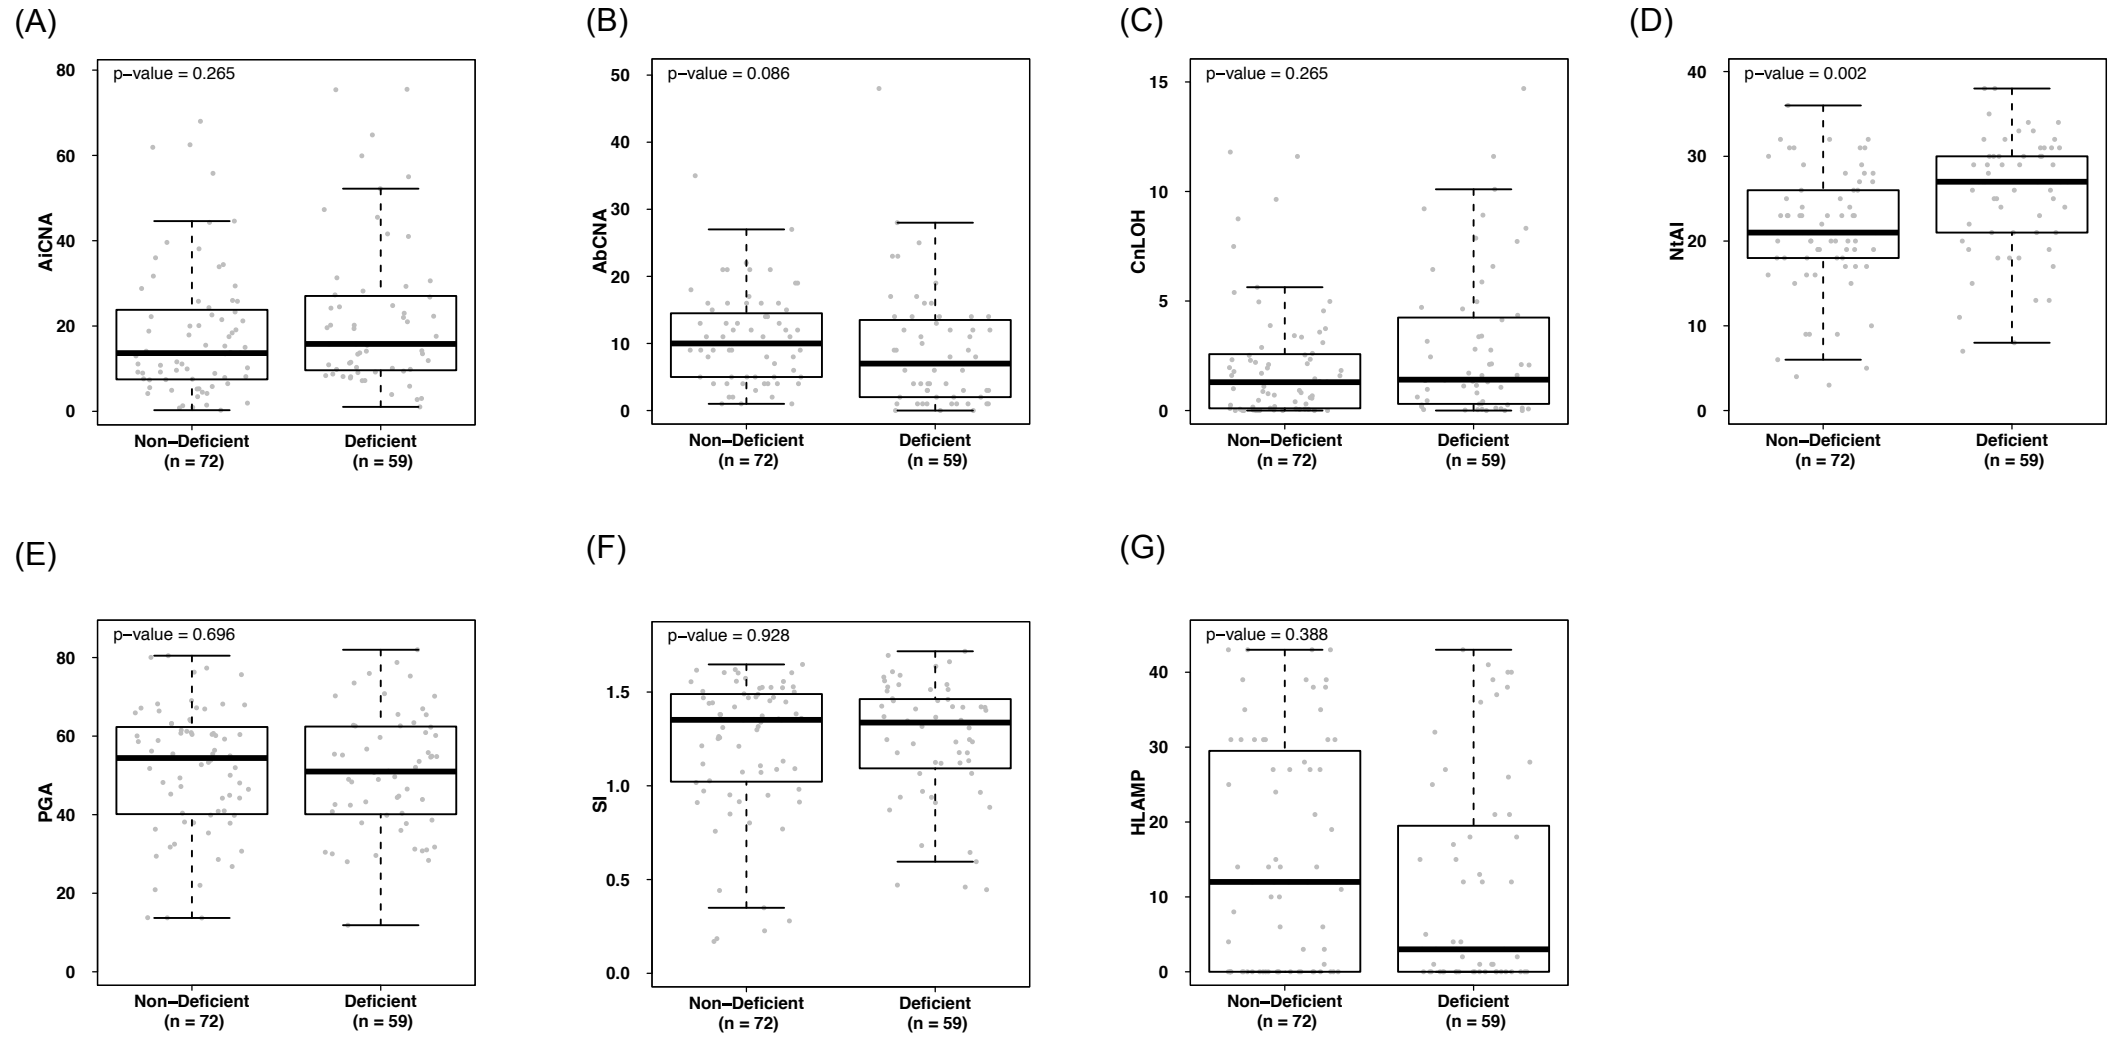 (A)
p−value = 0.265
AiCNA
80
60
40
20
0
Non−Deficient
(n = 72)
Deficient
(n = 59)
(B)
p−value = 0.086
AbCNA
50
40
30
20
10
0
Non−Deficient
(n = 72)
Deficient
(n = 59)
(C)
p−value = 0.265
CnLOH
15
10
5
0
Non−Deficient
(n = 72)
Deficient
(n = 59)
(D)
p−value = 0.002
NtAI
40
30
20
10
0
Non−Deficient
(n = 72)
Deficient
(n = 59)
(E)
p−value = 0.696
PGA
80
60
40
20
0
Non−Deficient
(n = 72)
Deficient
(n = 59)
(F)
p−value = 0.928
SI
1.5
1.0
0.5
0.0
Non−Deficient
(n = 72)
Deficient
(n = 59)
(G)
p−value = 0.388
HLAMP
40
30
20
10
0
Non−Deficient
(n = 72)
Deficient
(n = 59)